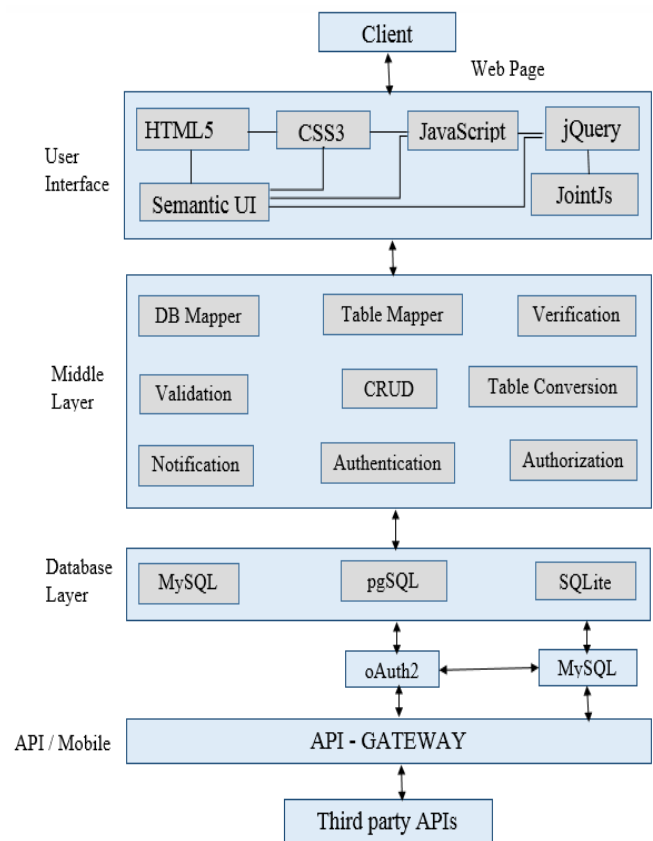 Client
Web Page
HTML5
CSS3
JavaScript
jQuery
User
Interface
Semantic UI
JointJs
DB Mapper
Table Mapper
Verification
Middle
Layer
Validation
CRUD
Table Conversion
Notification
Authentication
Authorization
Database
Layer
MySQL
pgSQL
SQLite
oAuth2
MySQL
API / Mobile
API - GATEWAY
Third party APIs